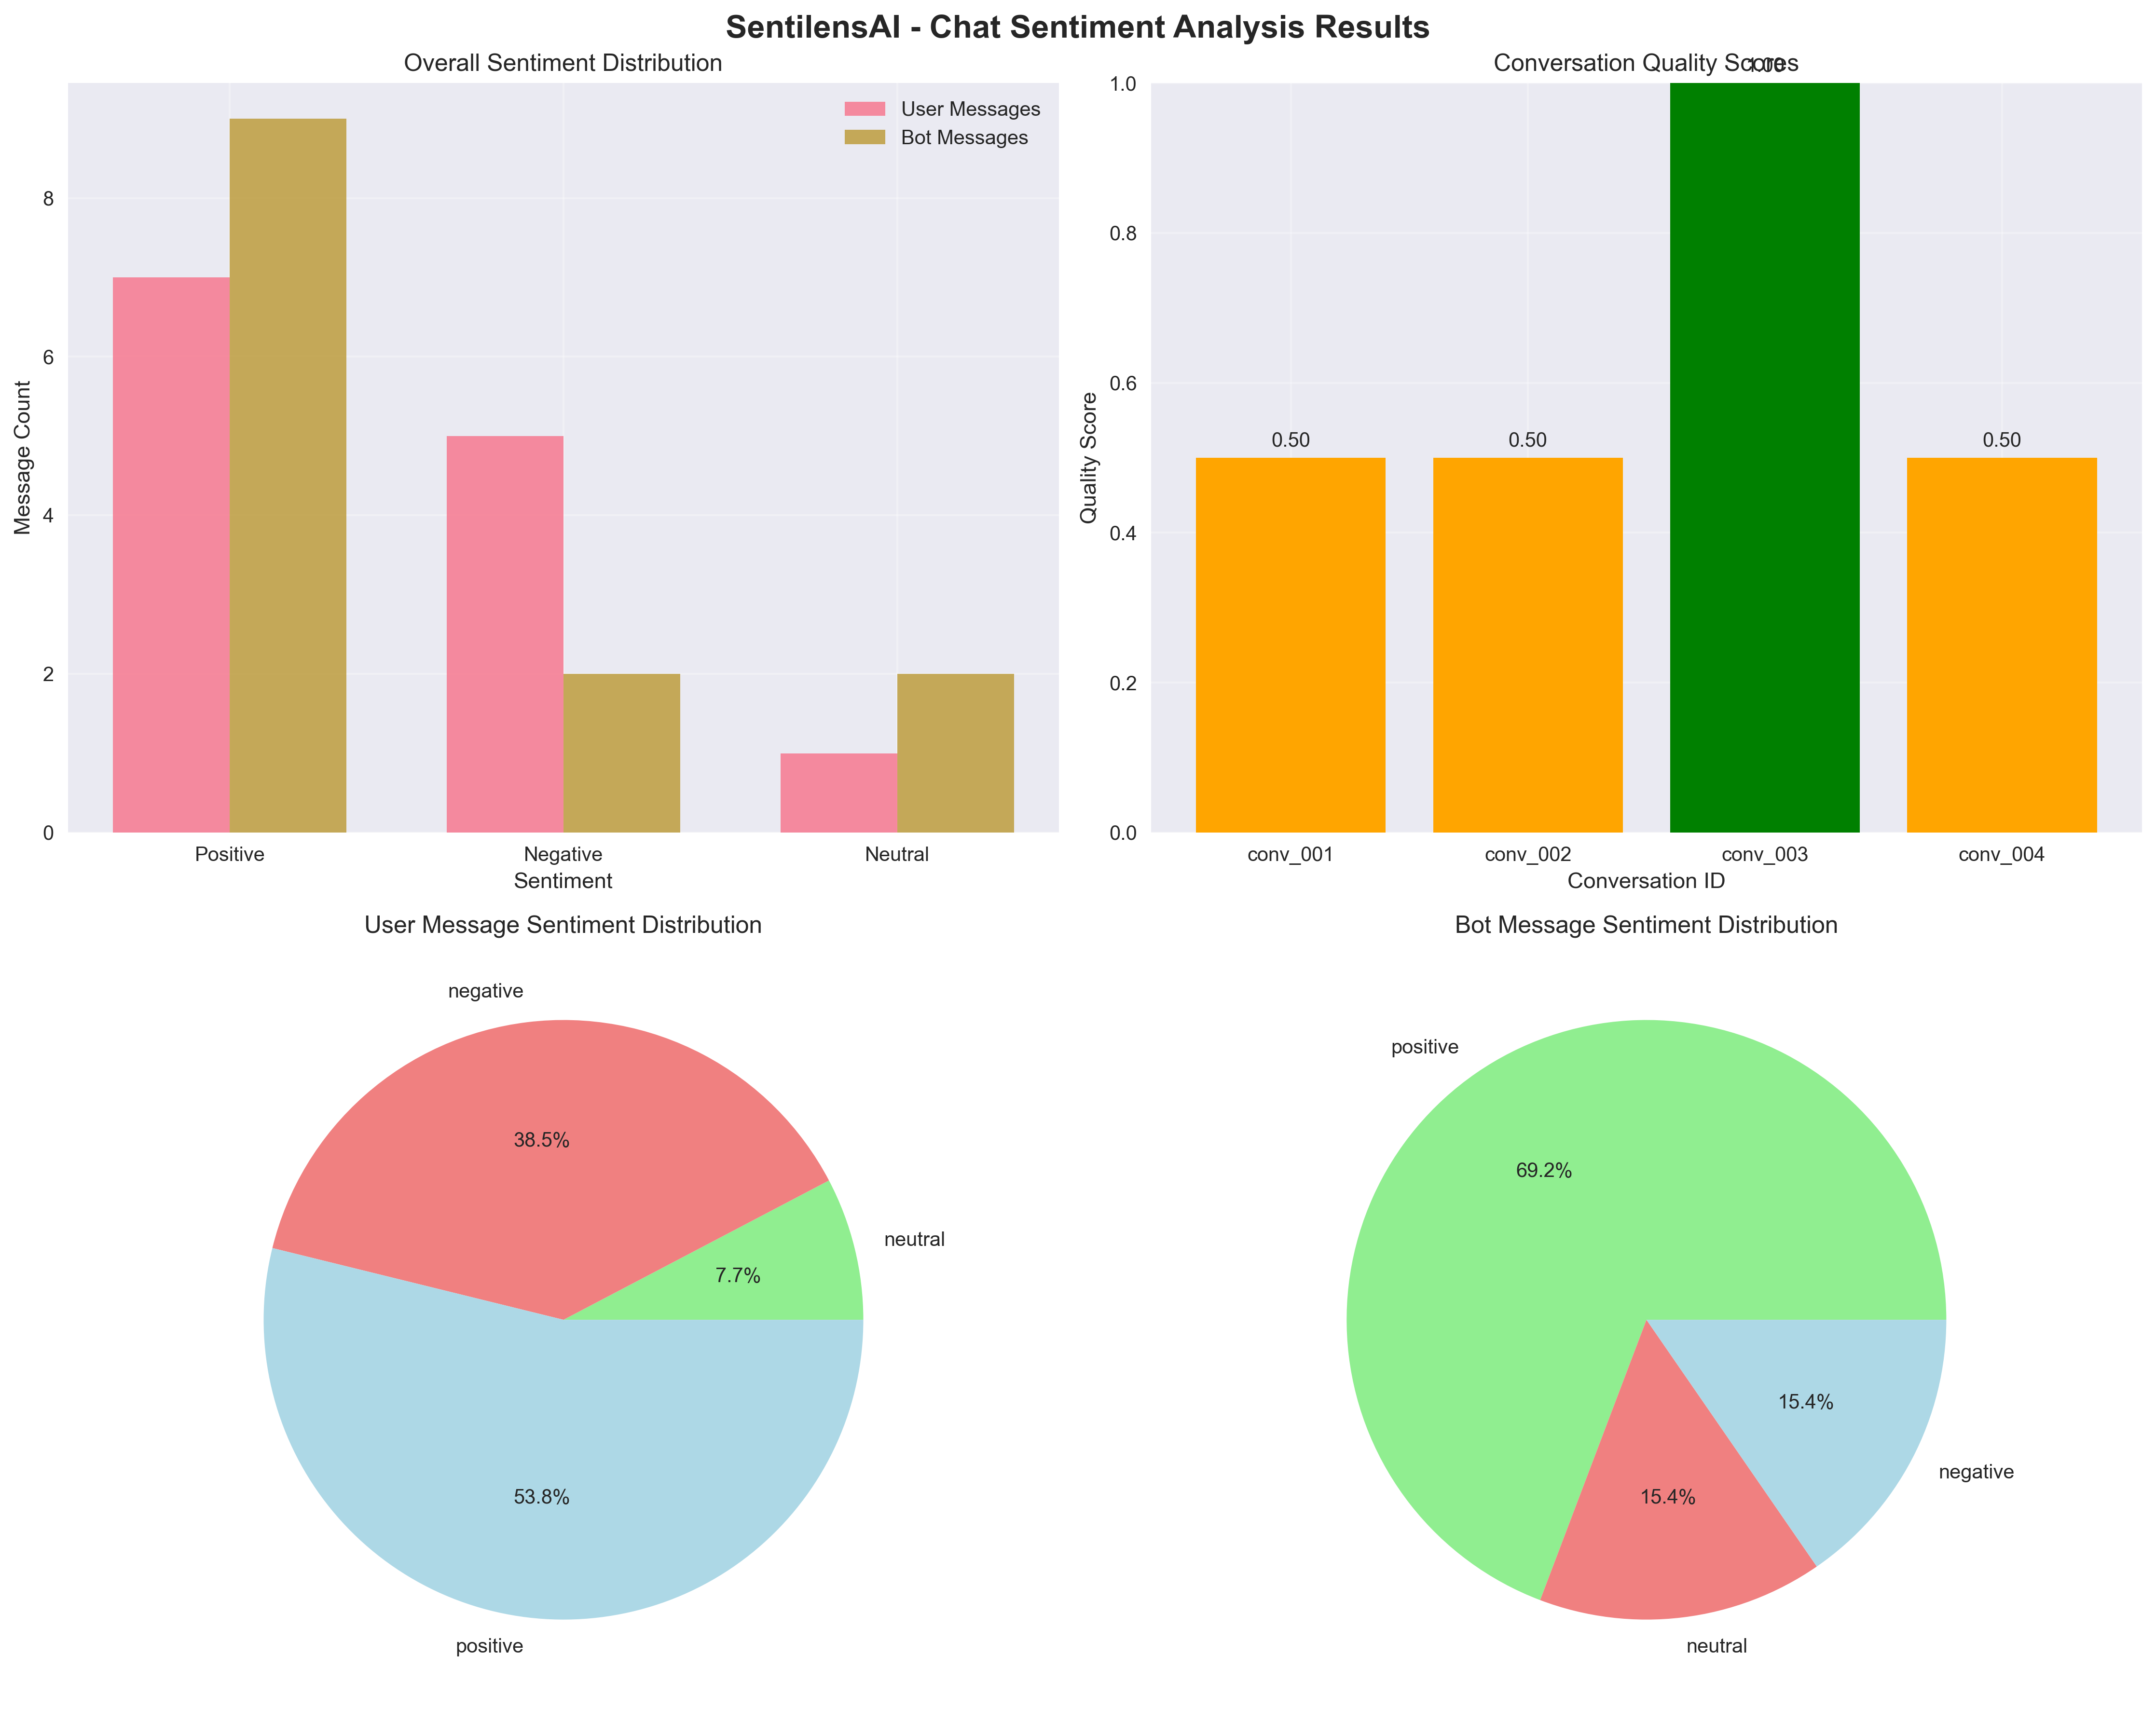 SentilensAI - Chat Sentiment Analysis Results
Overall Sentiment Distribution
User Messages
Bot Messages
8
6
4
2
0
Message Count
Positive
Negative
Neutral
Sentiment
Conversation Quality Scores
1.00
1.0
0.8
0.6
0.4
0.2
0.0
Quality Score
0.50
0.50
0.50
conv_001
conv_002
conv_003
conv_004
Conversation ID
User Message Sentiment Distribution
negative
38.5%
neutral
7.7%
53.8%
positive
Bot Message Sentiment Distribution
positive
69.2%
15.4%
negative
15.4%
neutral